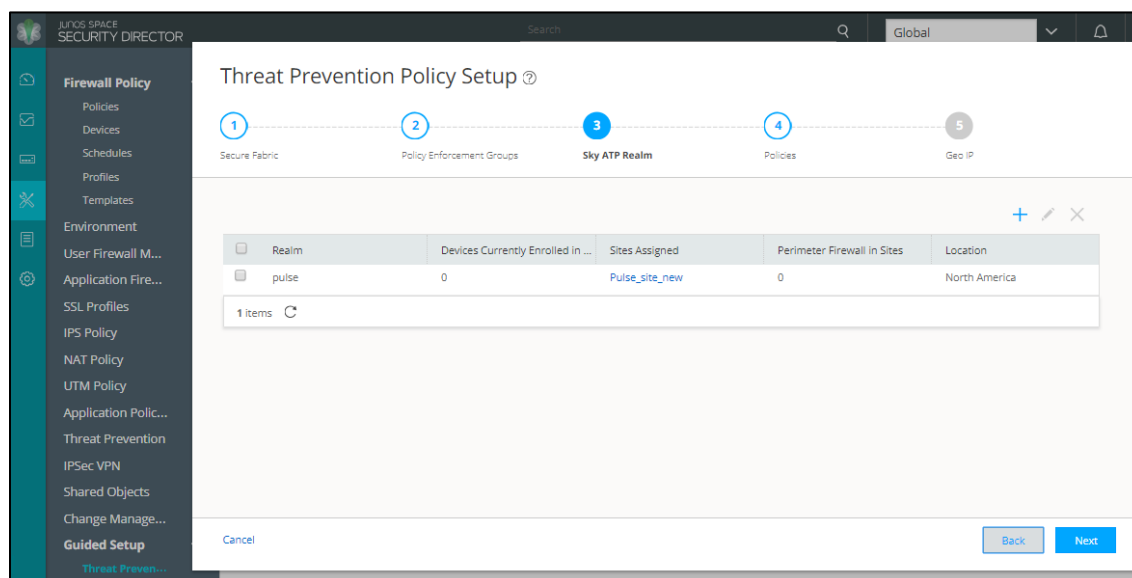 JUNOS SPACE
SECURITY DIRECTOR
Search
Global
Firewall Policy
Policies
Devices
Schedules
Profiles
Templates
Environment
User Firewall M...
Application Fire...
SSL Profiles
IPS Policy
NAT Policy
UTM Policy
Application Polic...
Threat Prevention
IPSec VPN
Shared Objects
Change Manage...
Guided Setup
Threat Preven...
Threat Prevention Policy Setup ?
1 2 3 4 5
Secure Fabric Policy Enforcement Groups Sky ATP Realm Policies Geo IP
Realm Devices Currently Enrolled in ... Sites Assigned Perimeter Firewall in Sites Location
pulse 0 Pulse_site_new 0 North America
1 items
Cancel Back Next